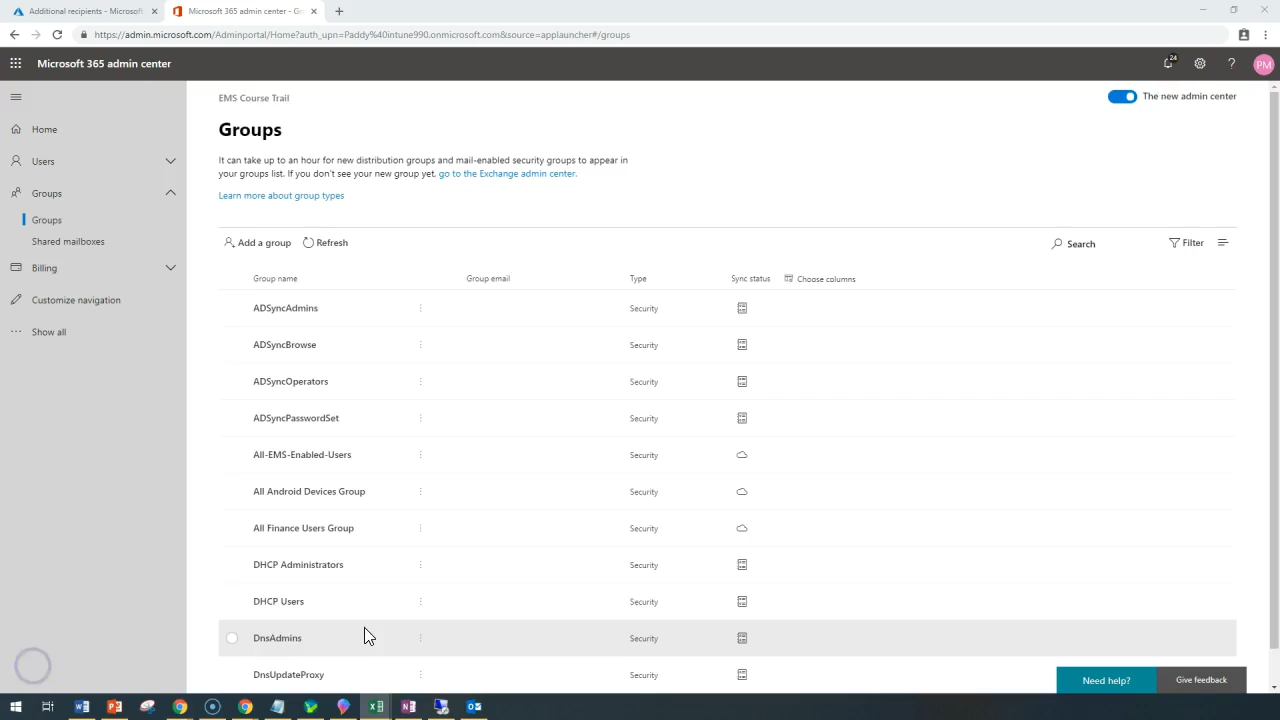 Additional recipients - Microsoft
Microsoft 365 admin center - Gr
https://admin.microsoft.com/Adminportal/Home?auth_upn=Paddy%40intune990.onmicrosoft.com&source=applauncher#/groups
Microsoft 365 admin center
24
PM
EMS Course Trail
The new admin center
Home
Users
Groups
Groups
Shared mailboxes
Billing
Customize navigation
Show all
Groups
It can take up to an hour for new distribution groups and mail-enabled security groups to appear in
your groups list. If you don't see your new group yet, go to the Exchange admin center.
Learn more about group types
Add a group Refresh Search Filter
Group name Group email Type Sync status Choose columns
ADSyncAdmins Security
ADSyncBrowse Security
ADSyncOperators Security
ADSyncPasswordSet Security
All-EMS-Enabled-Users Security
All Android Devices Group Security
All Finance Users Group Security
DHCP Administrators Security
DHCP Users Security
DnsAdmins Security
DnsUpdateProxy Security
Need help? Give feedback